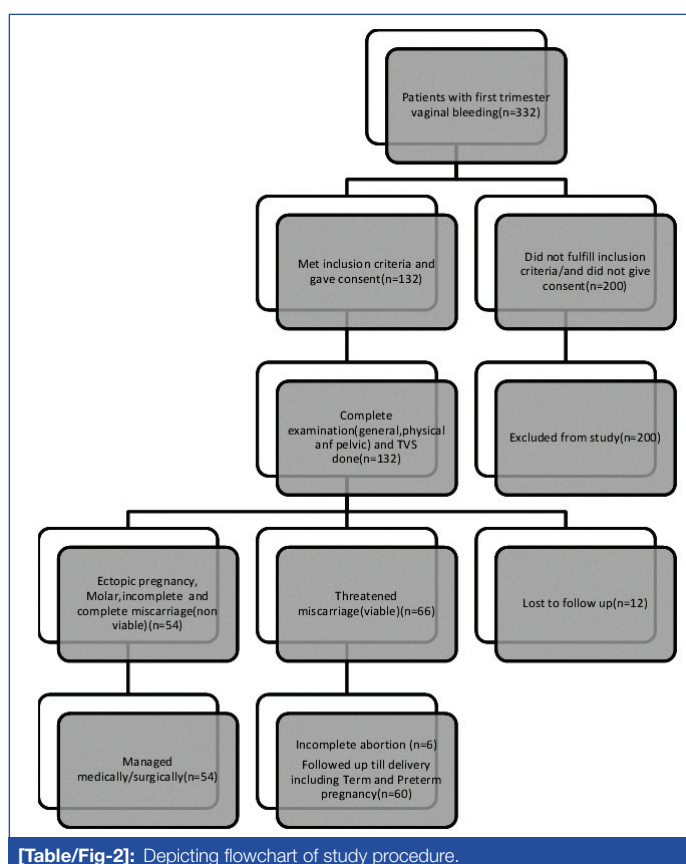 Patients with first trimester
vaginal bleeding(n=332)
Met inclusion criteria and
gave consent(n=132)
Did not fulfill inclusion
criteria/and did not give
consent(n=200)
Complete
examination(general,physical
anf pelvic) and TVS
done(n=132)
Excluded from study(n=200)
Ectopic pregnancy,
Molar,incomplete and
complete miscarriage(non
viable)(n=54)
Threatened
miscarriage(viable)(n=66)
Lost to follow up(n=12)
Managed
medically/surgically(n=54)
Incomplete abortion (n=6)
Followed up till delivery
including Term and Preterm
pregnancy(n=60)
[Table/Fig-2]: Depicting flowchart of study procedure.